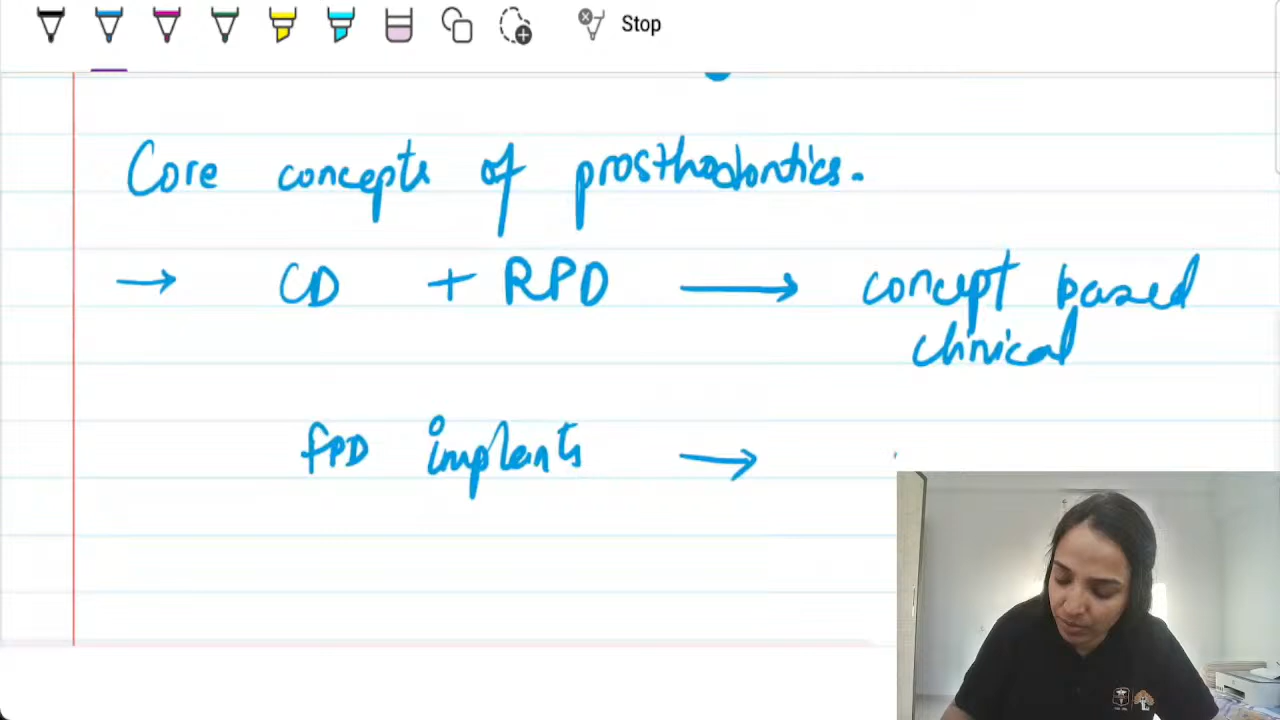 Stop
Core concepts of prosthodontics.
→ CD + RPD → concept based
clinical
fPD implants →